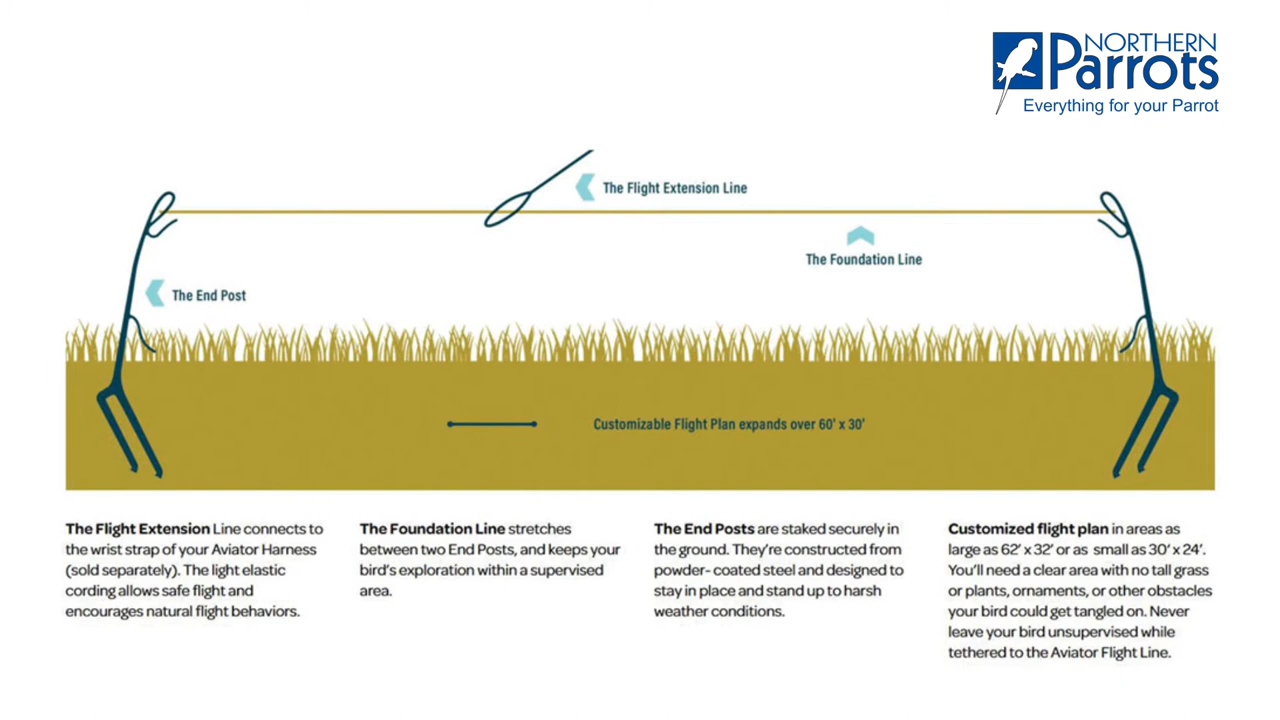 NORTHERN
Parrots
Everything for your Parrot
The Flight Extension Line
The Foundation Line
The End Post
Customizable Flight Plan expands over 60' x 30'
The Flight Extension Line connects to
the wrist strap of your Aviator Harness
(sold separately). The light elastic
cording allows safe flight and
encourages natural flight behaviors.
The Foundation Line stretches
between two End Posts, and keeps your
bird's exploration within a supervised
area.
The End Posts are staked securely in
the ground. They're constructed from
powder- coated steel and designed to
stay in place and stand up to harsh
weather conditions.
Customized flight plan in areas as
large as 62' x 32' or as small as 30' x 24'.
You'll need a clear area with no tall grass
or plants, ornaments, or other obstacles
your bird could get tangled on. Never
leave your bird unsupervised while
tethered to the Aviator Flight Line.